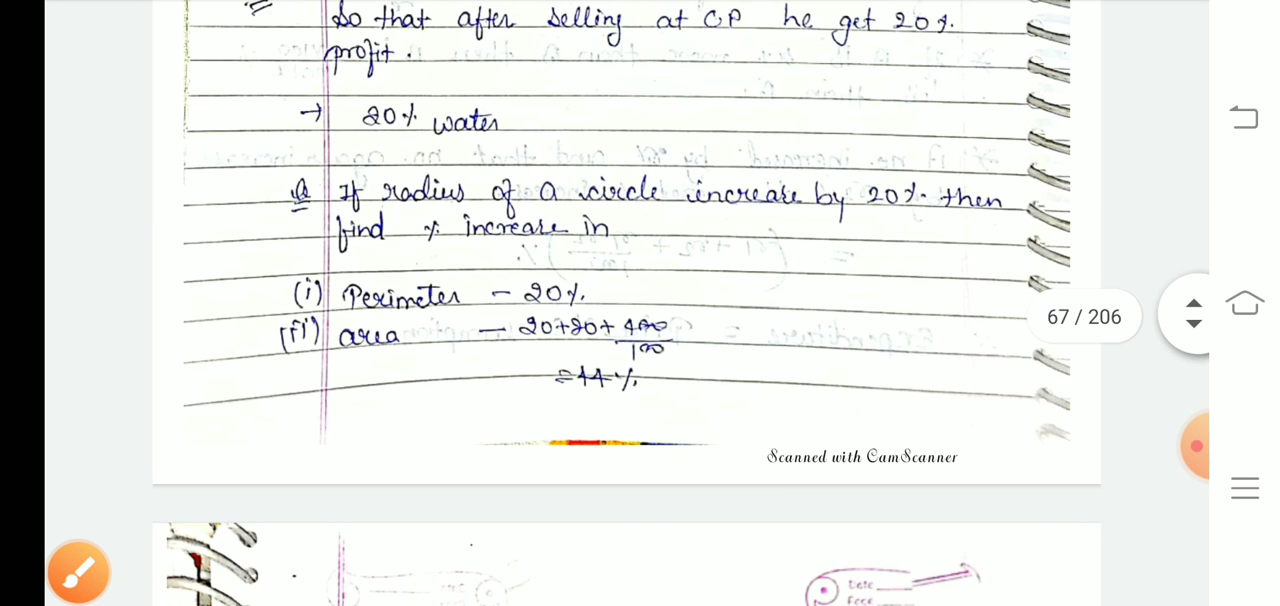 So that after selling at CP he get 20%
profit.
→ 20% water
Q If radius of a circle increase by 20% then
find % increase in
(i) Perimeter - 20%
(ii) area - 20+20+ 400/100
=44%
67 / 206
Scanned with CamScanner
Date